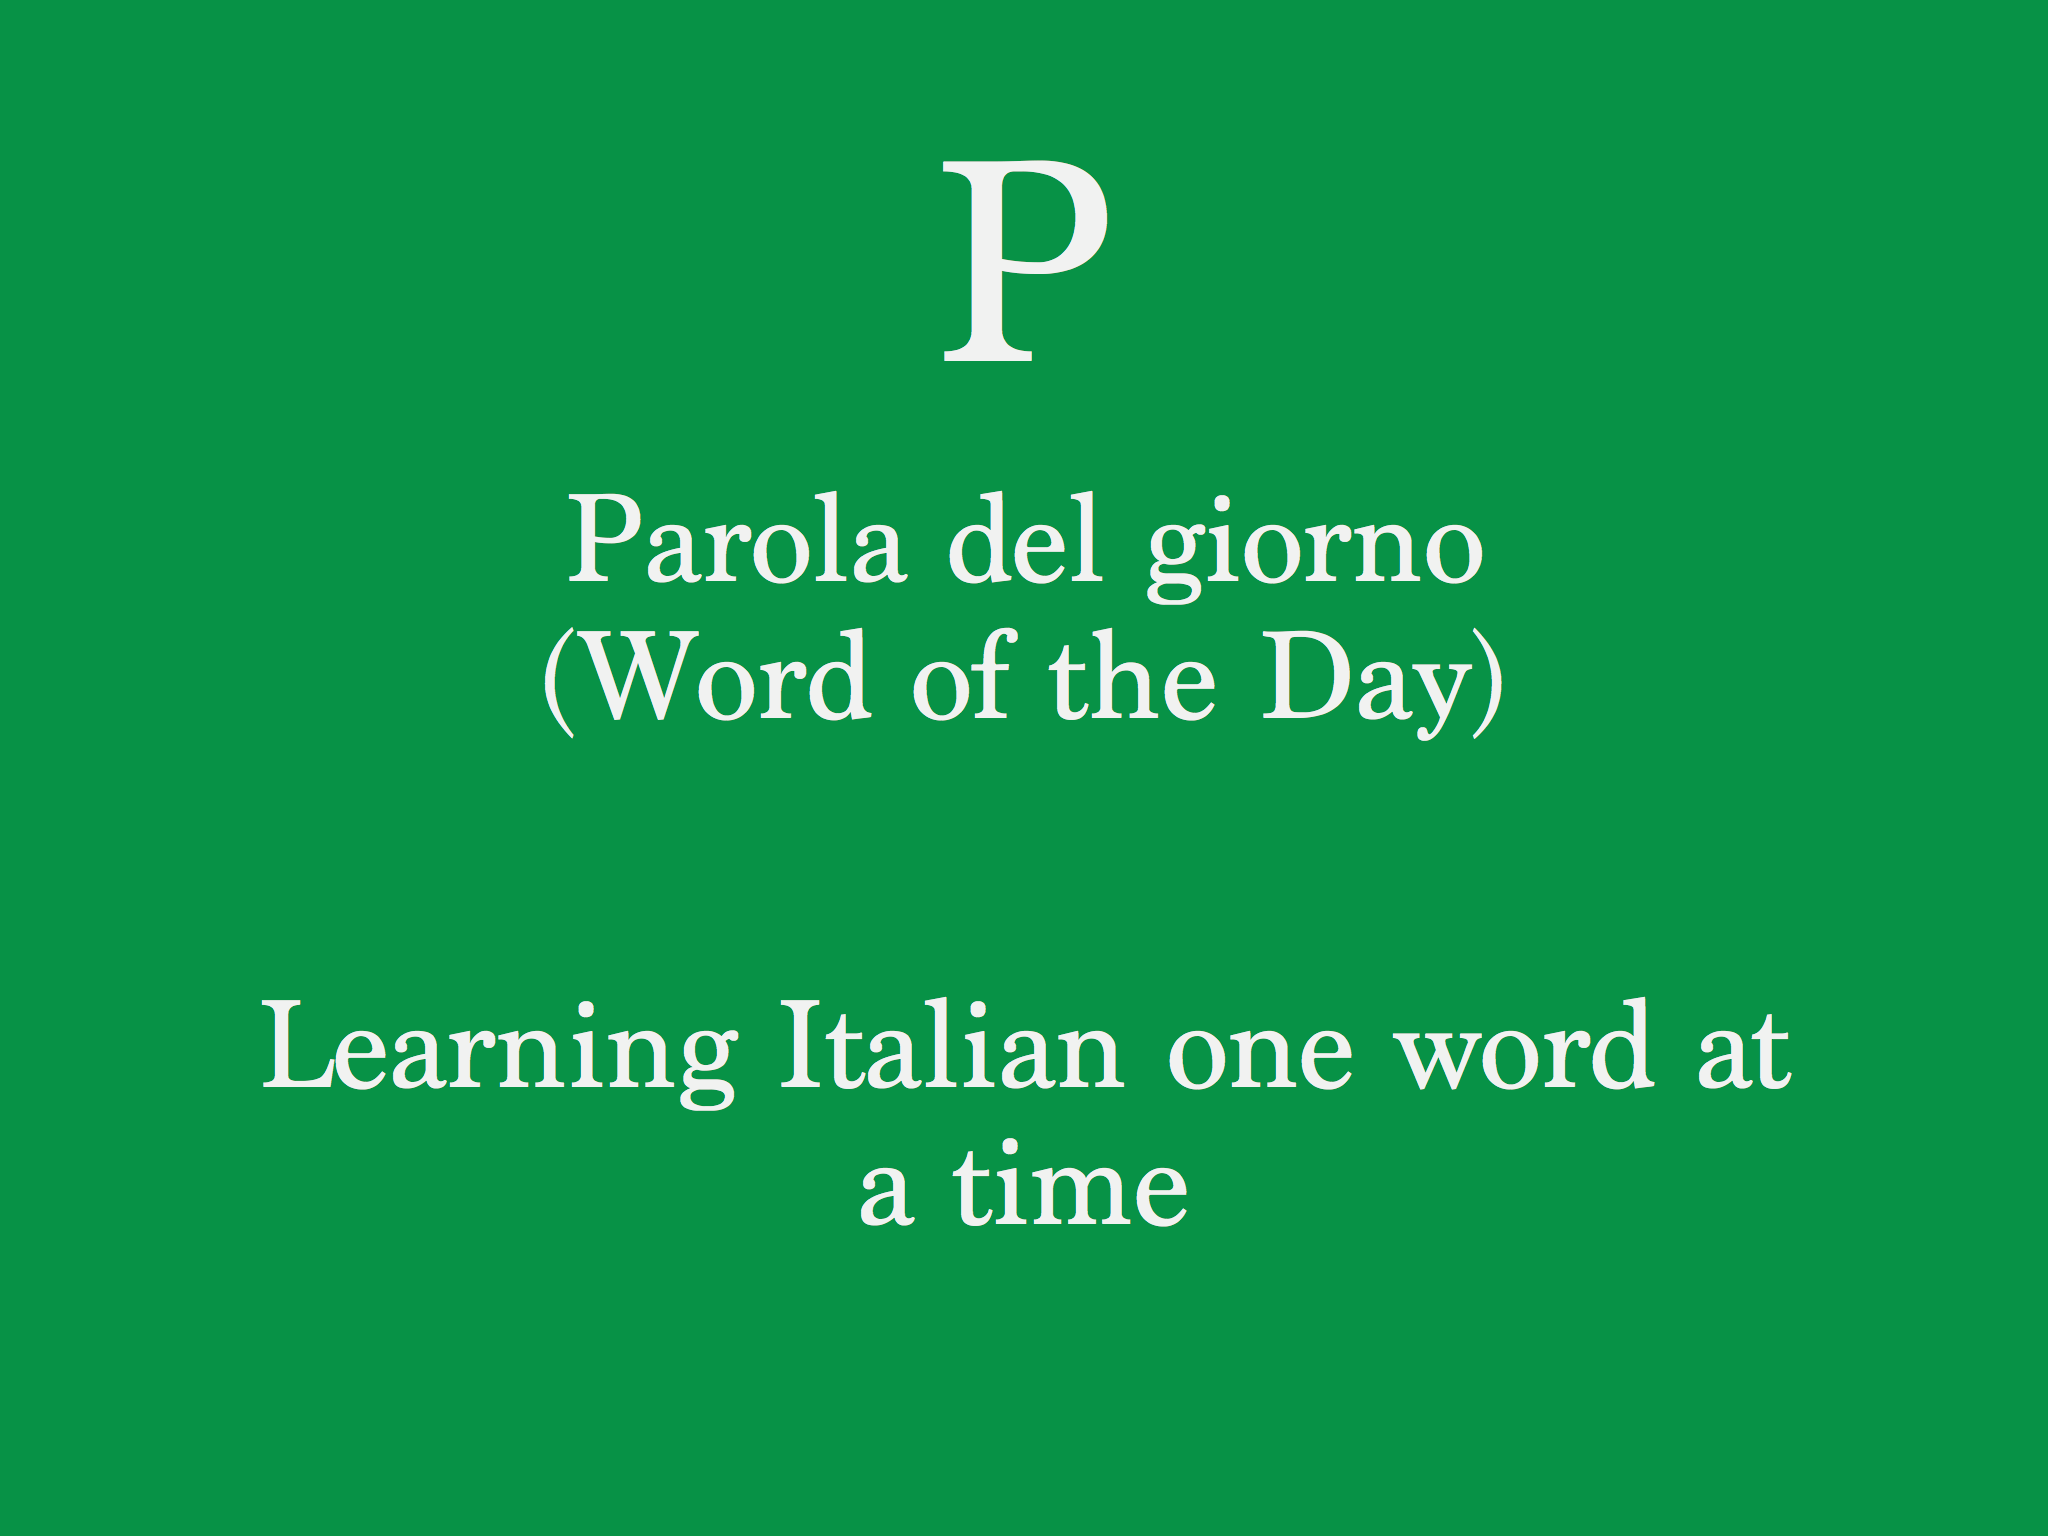 P
Parola del giorno
(Word of the Day)
Learning Italian one word at
a time